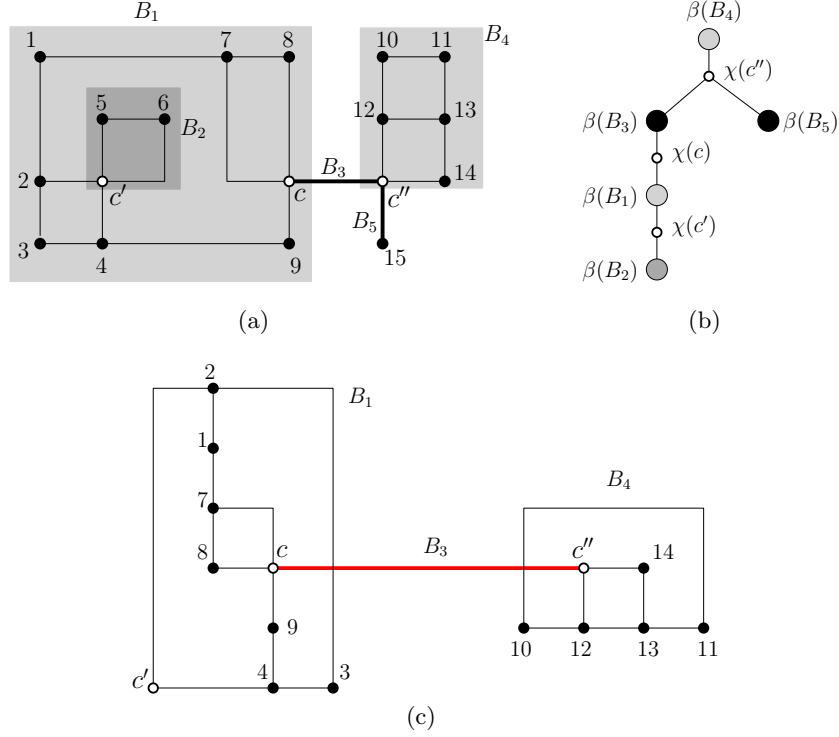 B₁
1 7 8 10 11 B₄
5 6 12 13
B₂
2 c′ c B₃ c″ 14
B₅
3 4 9 15
(a)
β(B₄)
χ(c″)
β(B₃) β(B₅)
χ(c)
β(B₁)
χ(c′)
β(B₂)
(b)
2 B₁
1
7 B₄
8 c B₃ c″ 14
9
10 12 13 11
c′ 4 3
(c)